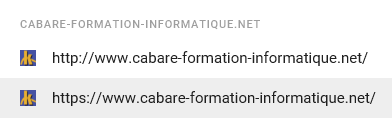 CABARE-FORMATION-INFORMATIQUE.NET
http://www.cabare-formation-informatique.net/
https://www.cabare-formation-informatique.net/